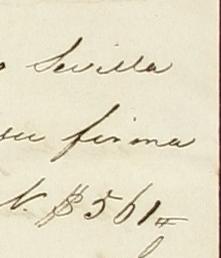 Sevilla
su firma
N. $561